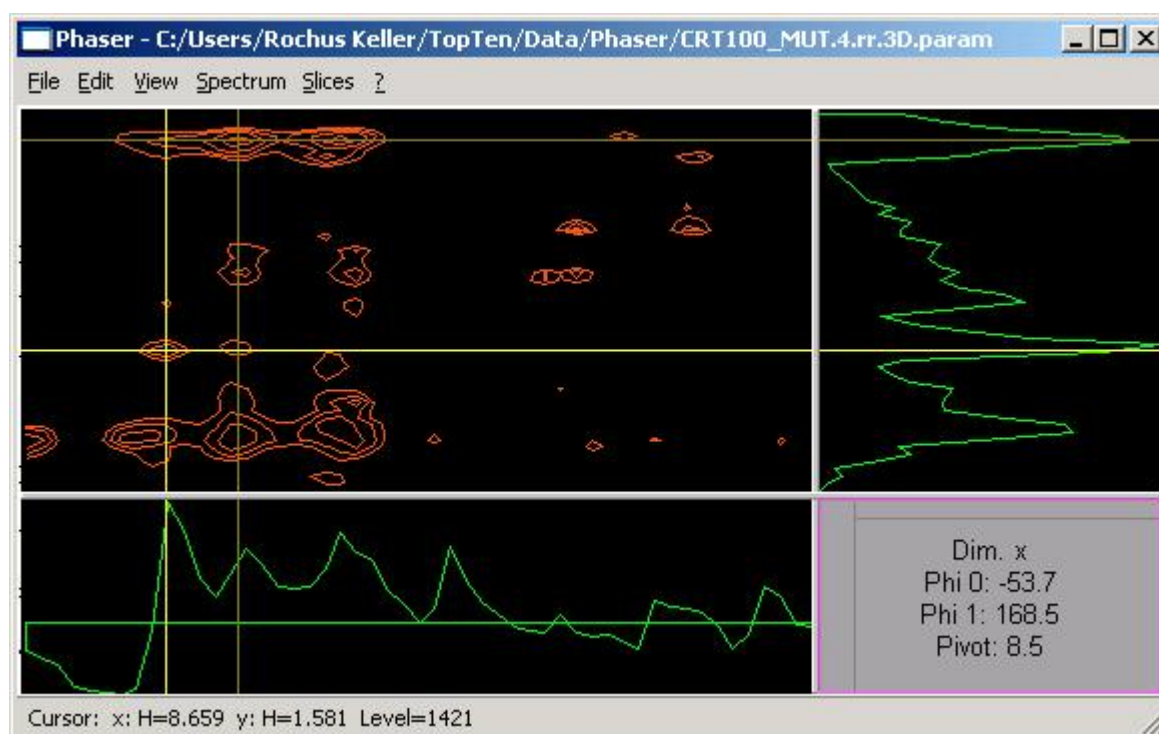 Phaser - C:/Users/Rochus Keller/TopTen/Data/Phaser/CRT100_MUT.4.rr.3D.param
File Edit View Spectrum Slices ?
Dim. x
Phi 0: -53.7
Phi 1: 168.5
Pivot: 8.5
Cursor: x: H=8.659 y: H=1.581 Level=1421